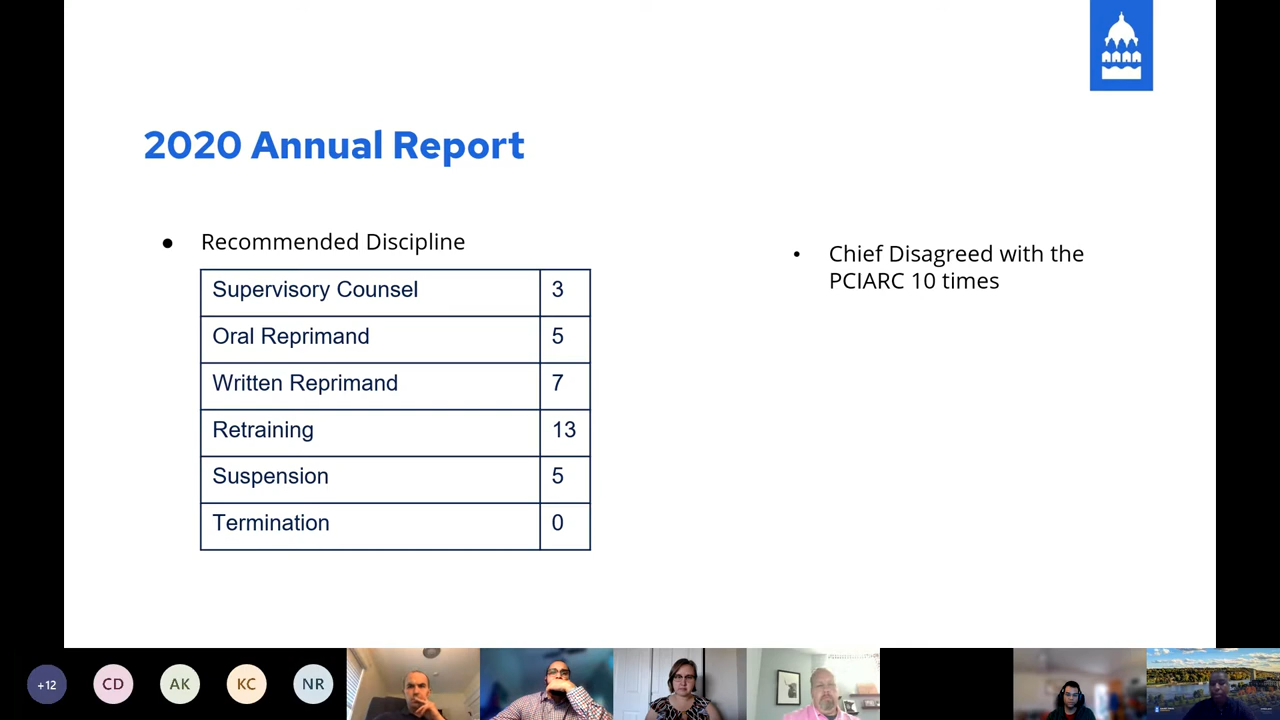 2020 Annual Report
● Recommended Discipline
Supervisory Counsel 3
Oral Reprimand 5
Written Reprimand 7
Retraining 13
Suspension 5
Termination 0
• Chief Disagreed with the
PCIARC 10 times
+12 CD AK KC NR